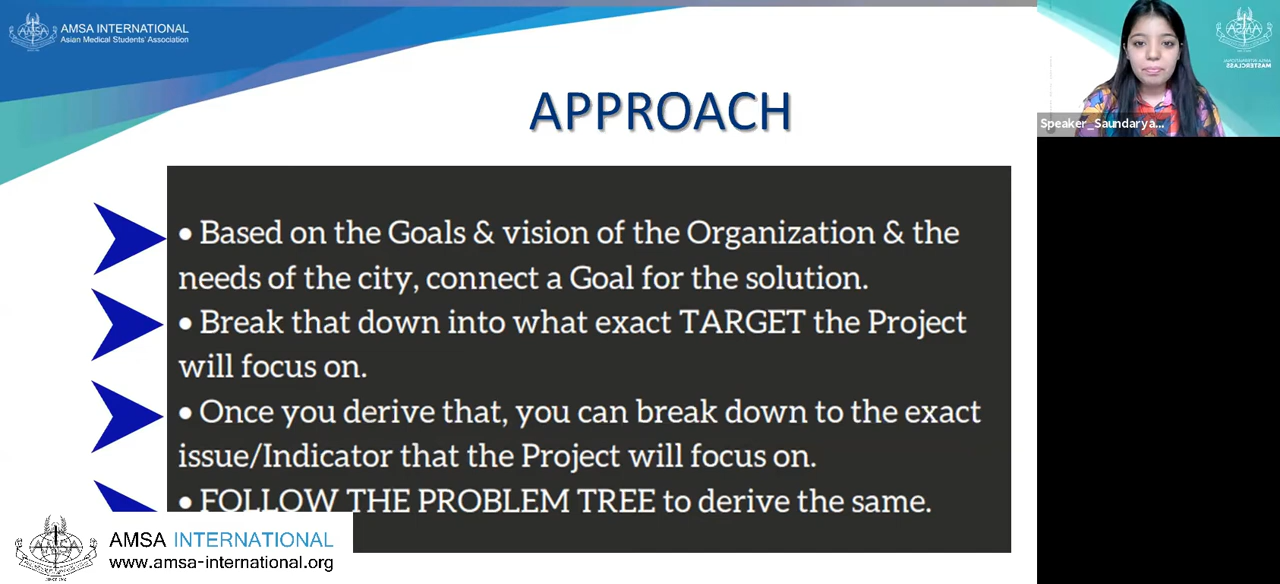 AMSA INTERNATIONAL
Asian Medical Students' Association
APPROACH
• Based on the Goals & vision of the Organization & the
needs of the city, connect a Goal for the solution.
• Break that down into what exact TARGET the Project
will focus on.
• Once you derive that, you can break down to the exact
issue/Indicator that the Project will focus on.
• FOLLOW THE PROBLEM TREE to derive the same.
AMSA INTERNATIONAL
www.amsa-international.org
Speaker_Saundarya...